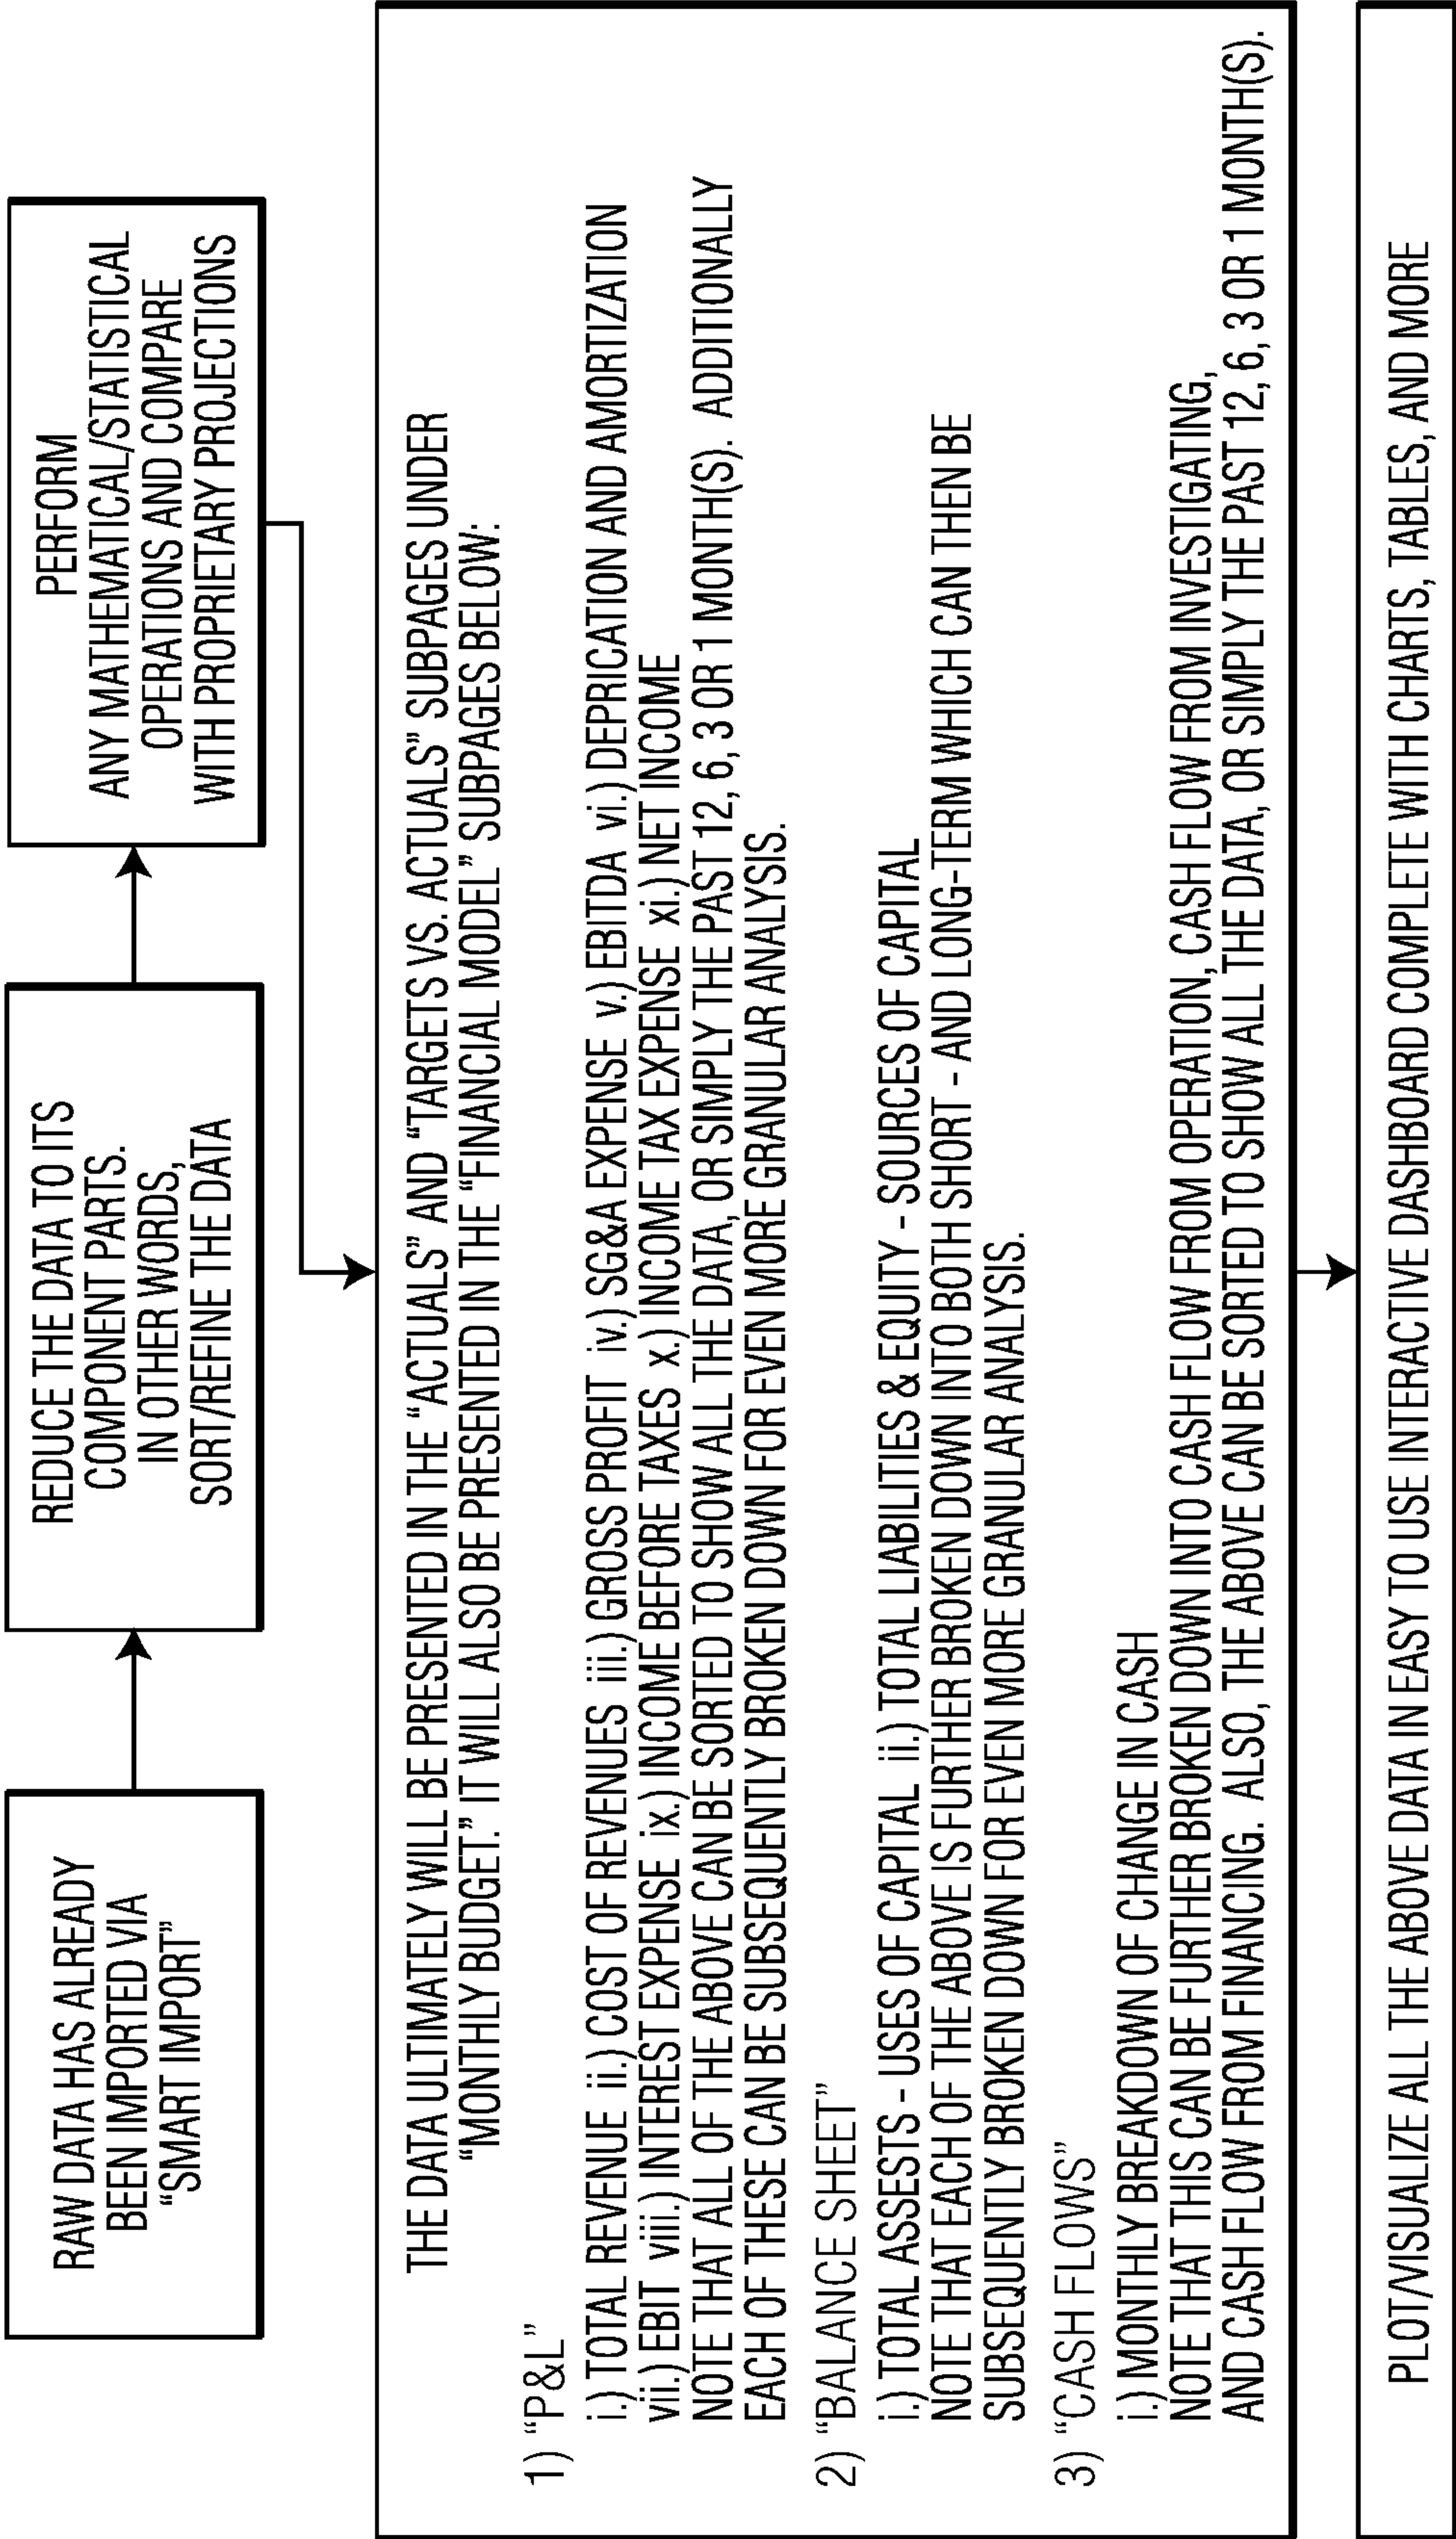 RAW DATA HAS ALREADY
BEEN IMPORTED VIA
“SMART IMPORT”
REDUCE THE DATA TO ITS
COMPONENT PARTS.
IN OTHER WORDS,
SORT/REFINE THE DATA
PERFORM
ANY MATHEMATICAL/STATISTICAL
OPERATIONS AND COMPARE
WITH PROPRIETARY PROJECTIONS
THE DATA ULTIMATELY WILL BE PRESENTED IN THE “ACTUALS” AND “TARGETS VS. ACTUALS” SUBPAGES UNDER
“MONTHLY BUDGET.” IT WILL ALSO BE PRESENTED IN THE “FINANCIAL MODEL” SUBPAGES BELOW:
1) “P&L”
i.) TOTAL REVENUE ii.) COST OF REVENUES iii.) GROSS PROFIT iv.) SG&A EXPENSE v.) EBITDA vi.) DEPRICATION AND AMORTIZATION
vii.) EBIT viii.) INTEREST EXPENSE ix.) INCOME BEFORE TAXES x.) INCOME TAX EXPENSE xi.) NET INCOME
NOTE THAT ALL OF THE ABOVE CAN BE SORTED TO SHOW ALL THE DATA, OR SIMPLY THE PAST 12, 6, 3 OR 1 MONTH(S). ADDITIONALLY
EACH OF THESE CAN BE SUBSEQUENTLY BROKEN DOWN FOR EVEN MORE GRANULAR ANALYSIS.
2) “BALANCE SHEET”
i.) TOTAL ASSESTS - USES OF CAPITAL ii.) TOTAL LIABILITIES & EQUITY - SOURCES OF CAPITAL
NOTE THAT EACH OF THE ABOVE IS FURTHER BROKEN DOWN INTO BOTH SHORT - AND LONG-TERM WHICH CAN THEN BE
SUBSEQUENTLY BROKEN DOWN FOR EVEN MORE GRANULAR ANALYSIS.
3) “CASH FLOWS”
i.) MONTHLY BREAKDOWN OF CHANGE IN CASH
NOTE THAT THIS CAN BE FURTHER BROKEN DOWN INTO CASH FLOW FROM OPERATION, CASH FLOW FROM INVESTIGATING,
AND CASH FLOW FROM FINANCING. ALSO, THE ABOVE CAN BE SORTED TO SHOW ALL THE DATA, OR SIMPLY THE PAST 12, 6, 3 OR 1 MONTH(S).
PLOT/VISUALIZE ALL THE ABOVE DATA IN EASY TO USE INTERACTIVE DASHBOARD COMPLETE WITH CHARTS, TABLES, AND MORE